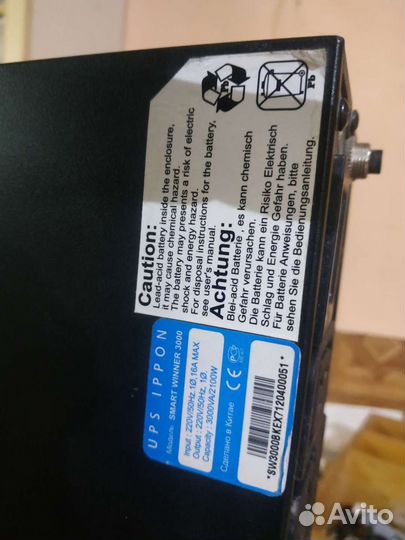 Caution:
Lead-acid battery inside the enclosure,
it may cause chemical hazard.
The battery may presents a risk of electric
shock and energy hazard.
For disposal instructions for the battery,
see user's manual.
Achtung:
Blei-acid Batterie , es kann chemisch
Gefahr verursachen.
Die Batterie kann ein Risiko Elektrisch
Schlag und Energie Gefahr haben.
Für Batterie Anweisungen, bitte
sehen Sie die Bedienungsanleitung.
Pb
Pb
UPS IPPON
Модель: SMART WINNER 3000
Input : 220V/50Hz,1Ø,16A MAX
Output : 220V/50Hz, 1Ø,
Capacity : 3000VA/2100W
Сделано в Китае
CE
*SW3000BKEX7120400051*
Avito